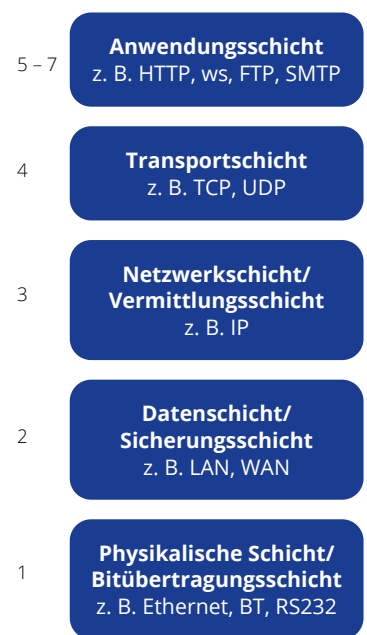 5 – 7
Anwendungsschicht
z. B. HTTP, ws, FTP, SMTP
4
Transportschicht
z. B. TCP, UDP
3
Netzwerkschicht/
Vermittlungsschicht
z. B. IP
2
Datenschicht/
Sicherungsschicht
z. B. LAN, WAN
1
Physikalische Schicht/
Bitübertragungsschicht
z. B. Ethernet, BT, RS232